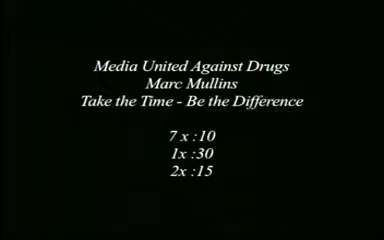 Media United Against Drugs
Marc Mullins
Take the Time - Be the Difference
7 x :10
1x :30
2x :15